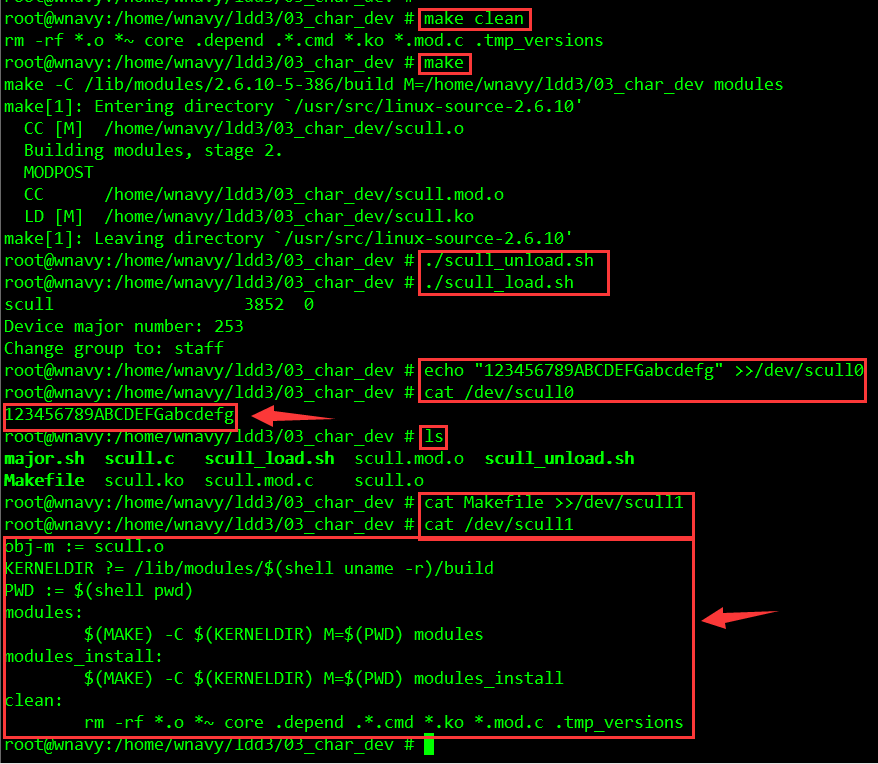 root@wnavy:/home/wnavy/ldd3/03_char_dev # make clean
rm -rf *.o *~ core .depend .*.cmd *.ko *.mod.c .tmp_versions
root@wnavy:/home/wnavy/ldd3/03_char_dev # make
make -C /lib/modules/2.6.10-5-386/build M=/home/wnavy/ldd3/03_char_dev modules
make[1]: Entering directory `/usr/src/linux-source-2.6.10'
  CC [M]  /home/wnavy/ldd3/03_char_dev/scull.o
  Building modules, stage 2.
  MODPOST
  CC      /home/wnavy/ldd3/03_char_dev/scull.mod.o
  LD [M]  /home/wnavy/ldd3/03_char_dev/scull.ko
make[1]: Leaving directory `/usr/src/linux-source-2.6.10'
root@wnavy:/home/wnavy/ldd3/03_char_dev # ./scull_unload.sh
root@wnavy:/home/wnavy/ldd3/03_char_dev # ./scull_load.sh
scull                   3852  0
Device major number: 253
Change group to: staff
root@wnavy:/home/wnavy/ldd3/03_char_dev # echo "123456789ABCDEFGabcdefg" >>/dev/scull0
root@wnavy:/home/wnavy/ldd3/03_char_dev # cat /dev/scull0
123456789ABCDEFGabcdefg
root@wnavy:/home/wnavy/ldd3/03_char_dev # ls
major.sh  scull.c   scull_load.sh  scull.mod.o  scull_unload.sh
Makefile  scull.ko  scull.mod.c    scull.o
root@wnavy:/home/wnavy/ldd3/03_char_dev # cat Makefile >>/dev/scull1
root@wnavy:/home/wnavy/ldd3/03_char_dev # cat /dev/scull1
obj-m := scull.o
KERNELDIR ?= /lib/modules/$(shell uname -r)/build
PWD := $(shell pwd)
modules:
        $(MAKE) -C $(KERNELDIR) M=$(PWD) modules
modules_install:
        $(MAKE) -C $(KERNELDIR) M=$(PWD) modules_install
clean:
        rm -rf *.o *~ core .depend .*.cmd *.ko *.mod.c .tmp_versions
root@wnavy:/home/wnavy/ldd3/03_char_dev #